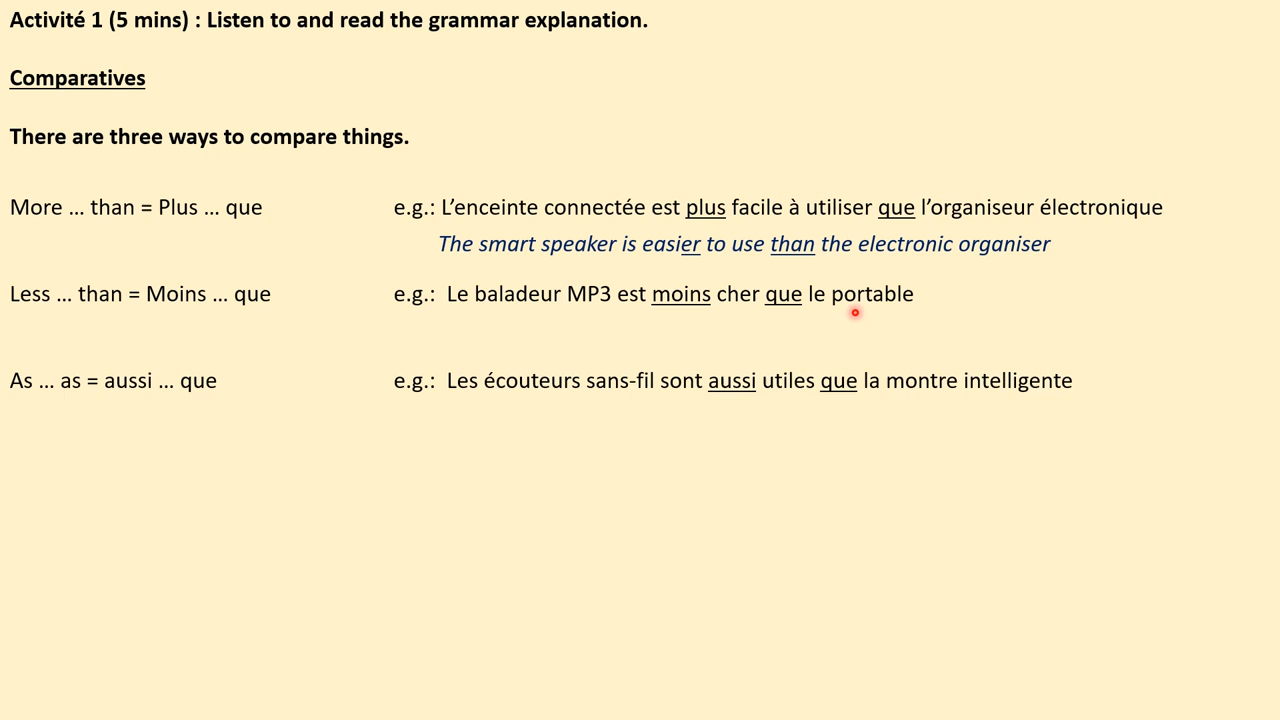 Activité 1 (5 mins) : Listen to and read the grammar explanation.
Comparatives
There are three ways to compare things.
More … than = Plus … que e.g.: L’enceinte connectée est plus facile à utiliser que l’organiseur électronique
The smart speaker is easier to use than the electronic organiser
Less … than = Moins … que e.g.: Le baladeur MP3 est moins cher que le portable
As … as = aussi … que e.g.: Les écouteurs sans-fil sont aussi utiles que la montre intelligente